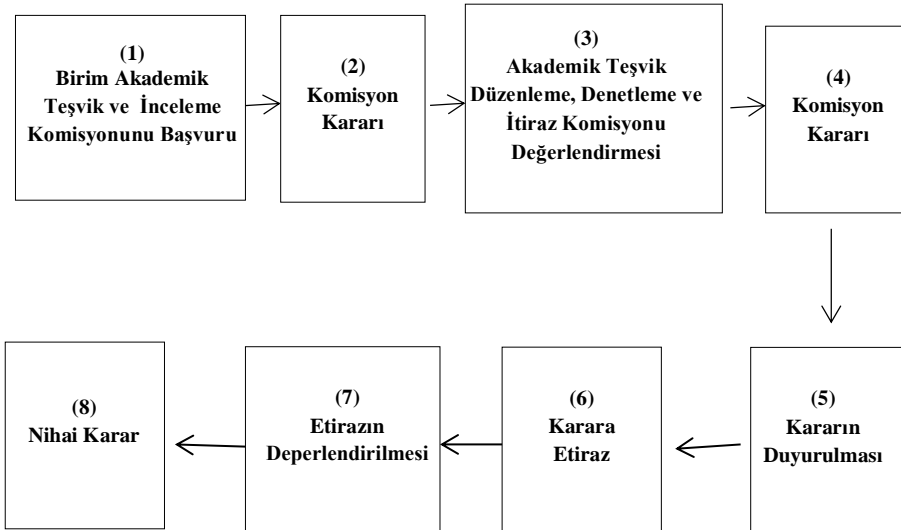 (1)
Birim Akademik
Teşvik ve İnceleme
Komisyonunu Başvuru
(2)
Komisyon
Kararı
(3)
Akademik Teşvik
Düzenleme, Denetleme ve
İtiraz Komisyonu
Değerlendirmesi
(4)
Komisyon
Kararı
(5)
Kararın
Duyurulması
(6)
Karara
Etiraz
(7)
Etirazın
Deperlendirilmesi
(8)
Nihai Karar